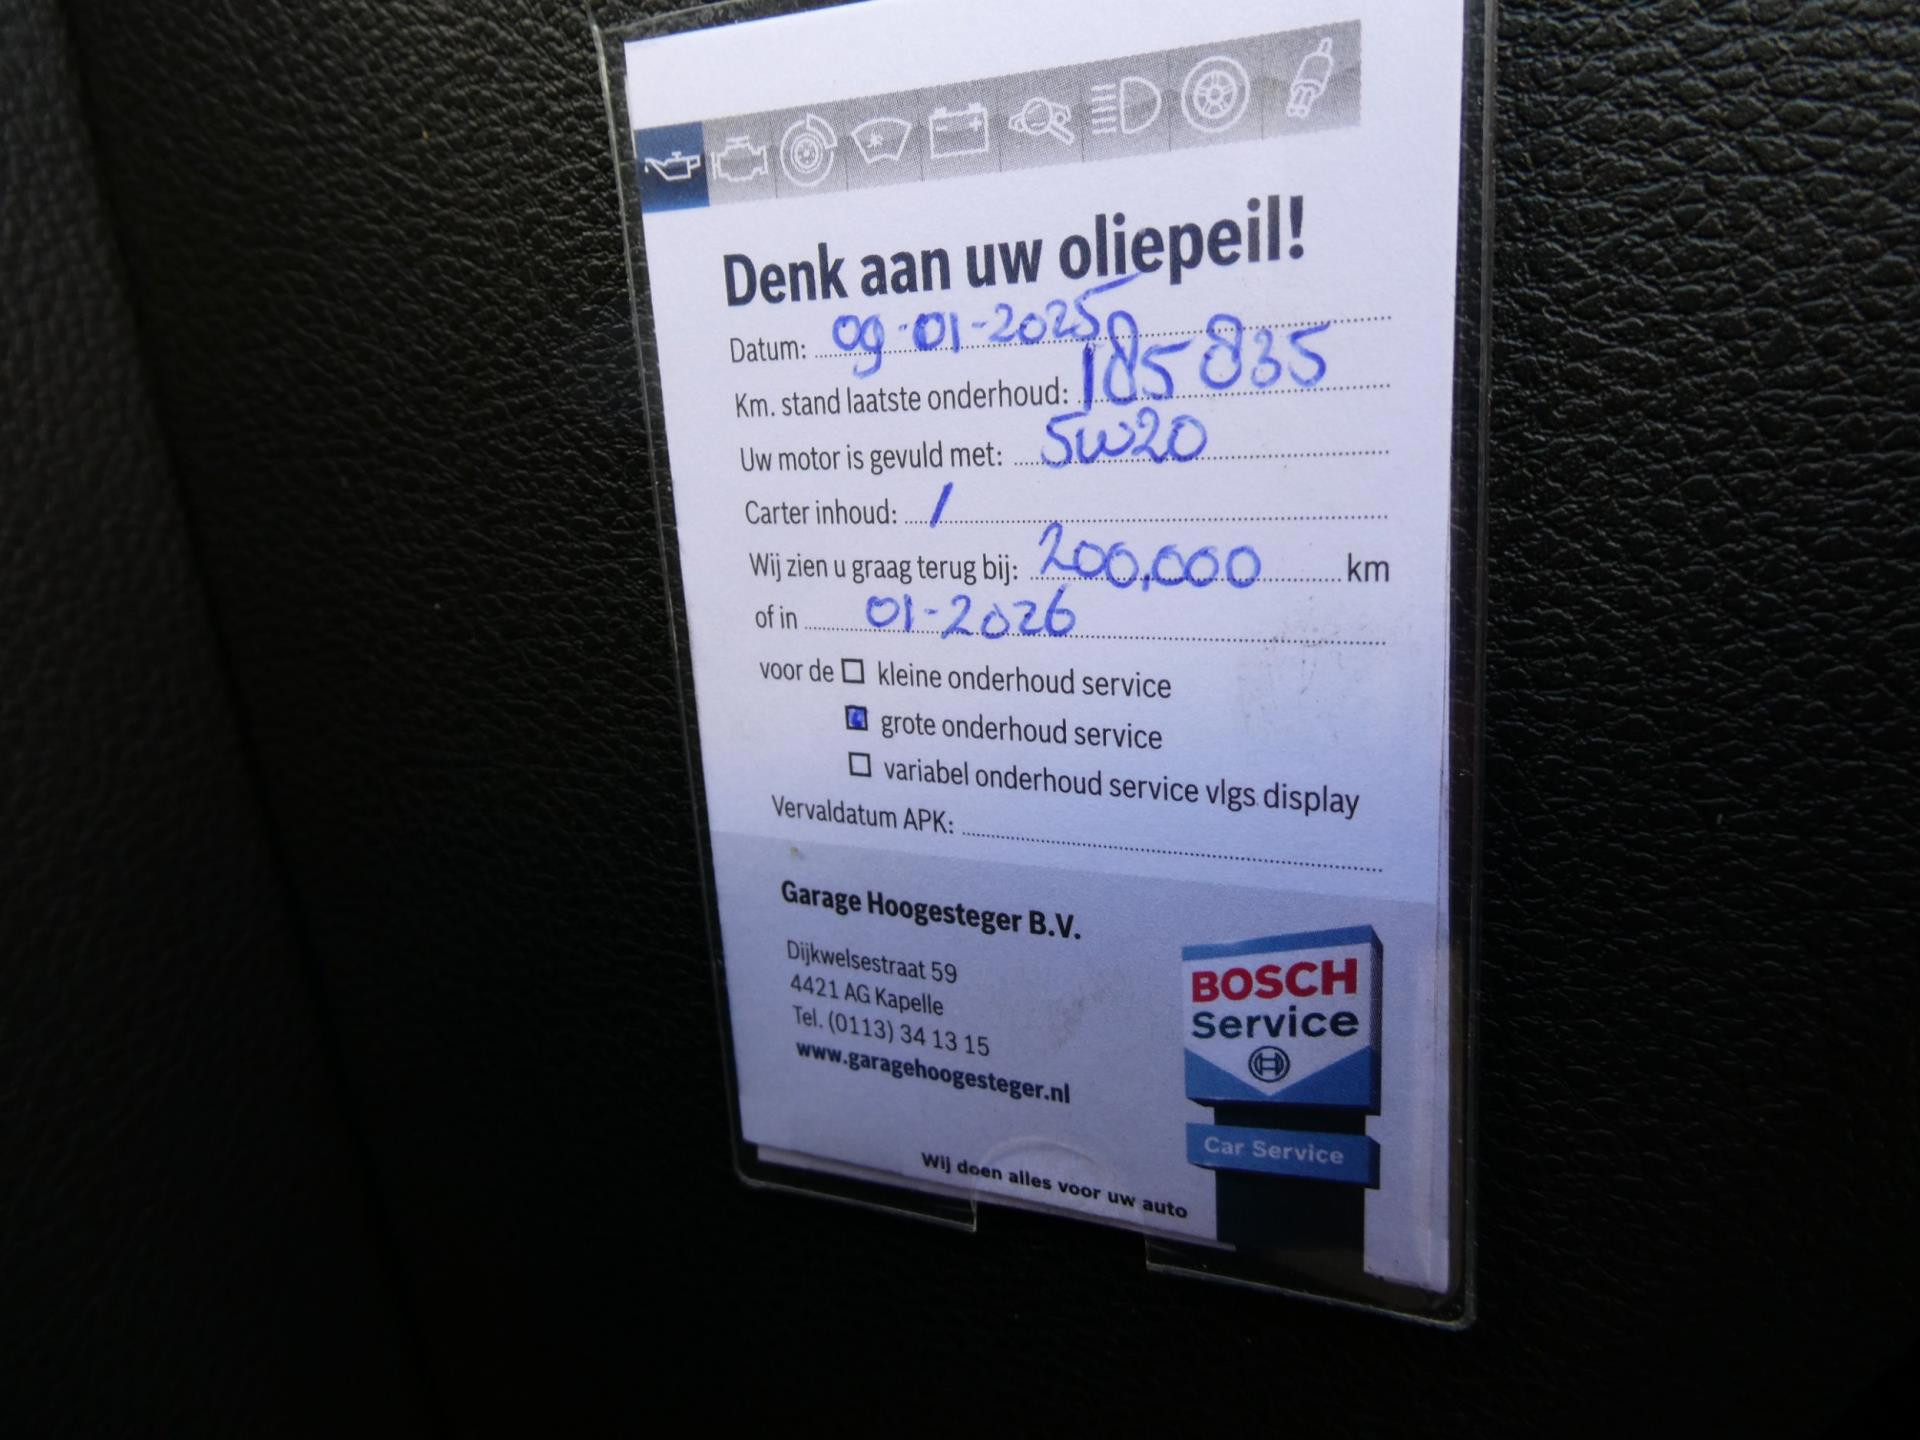 Denk aan uw oliepeil!
Datum: 09-01-2025
Km. stand laatste onderhoud: 185835
Uw motor is gevuld met: 5W20
Carter inhoud: /
Wij zien u graag terug bij: 200.000 km
of in 01-2026
voor de kleine onderhoud service
grote onderhoud service
variabel onderhoud service vlgs display
Vervaldatum APK:
Garage Hoogesteger B.V.
Dijkwelsestraat 59
4421 AG Kapelle
Tel. (0113) 34 13 15
www.garagehoogesteger.nl
BOSCH
Service
Car Service
Wij doen alles voor uw auto